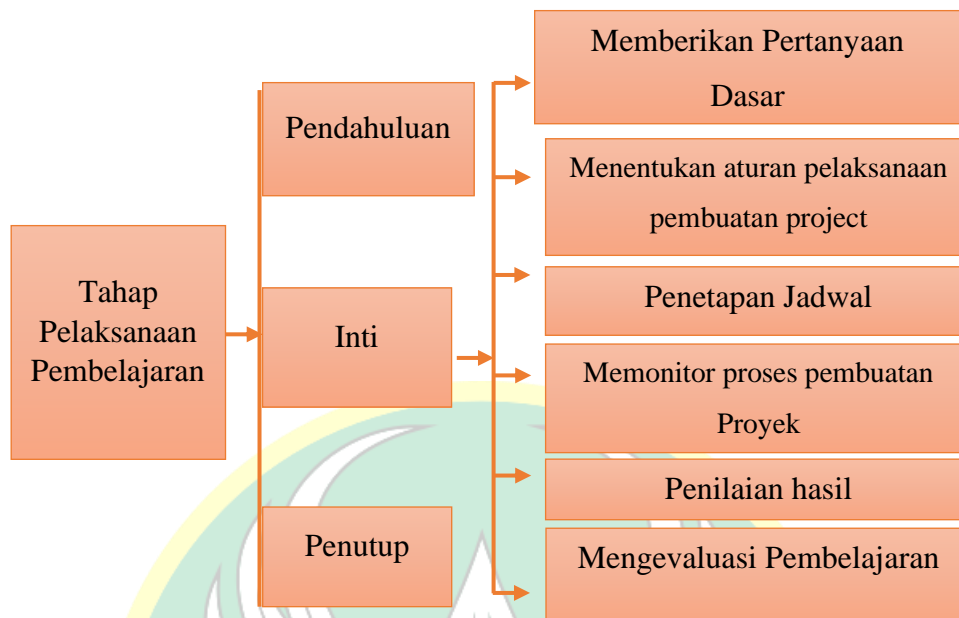 Tahap
Pelaksanaan
Pembelajaran
Pendahuluan
Inti
Penutup
Memberikan Pertanyaan
Dasar
Menentukan aturan pelaksanaan
pembuatan project
Penetapan Jadwal
Memonitor proses pembuatan
Proyek
Penilaian hasil
Mengevaluasi Pembelajaran